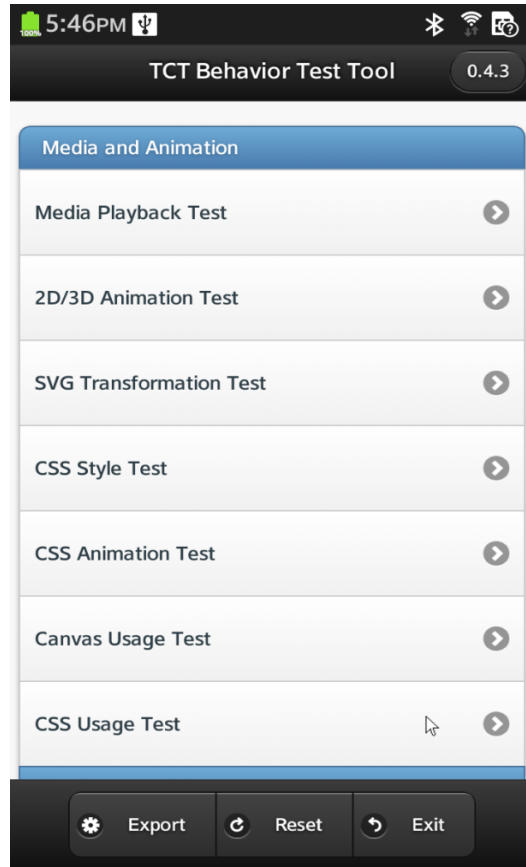 100% 5:46PM
TCT Behavior Test Tool 0.4.3
Media and Animation
Media Playback Test
2D/3D Animation Test
SVG Transformation Test
CSS Style Test
CSS Animation Test
Canvas Usage Test
CSS Usage Test
Export Reset Exit